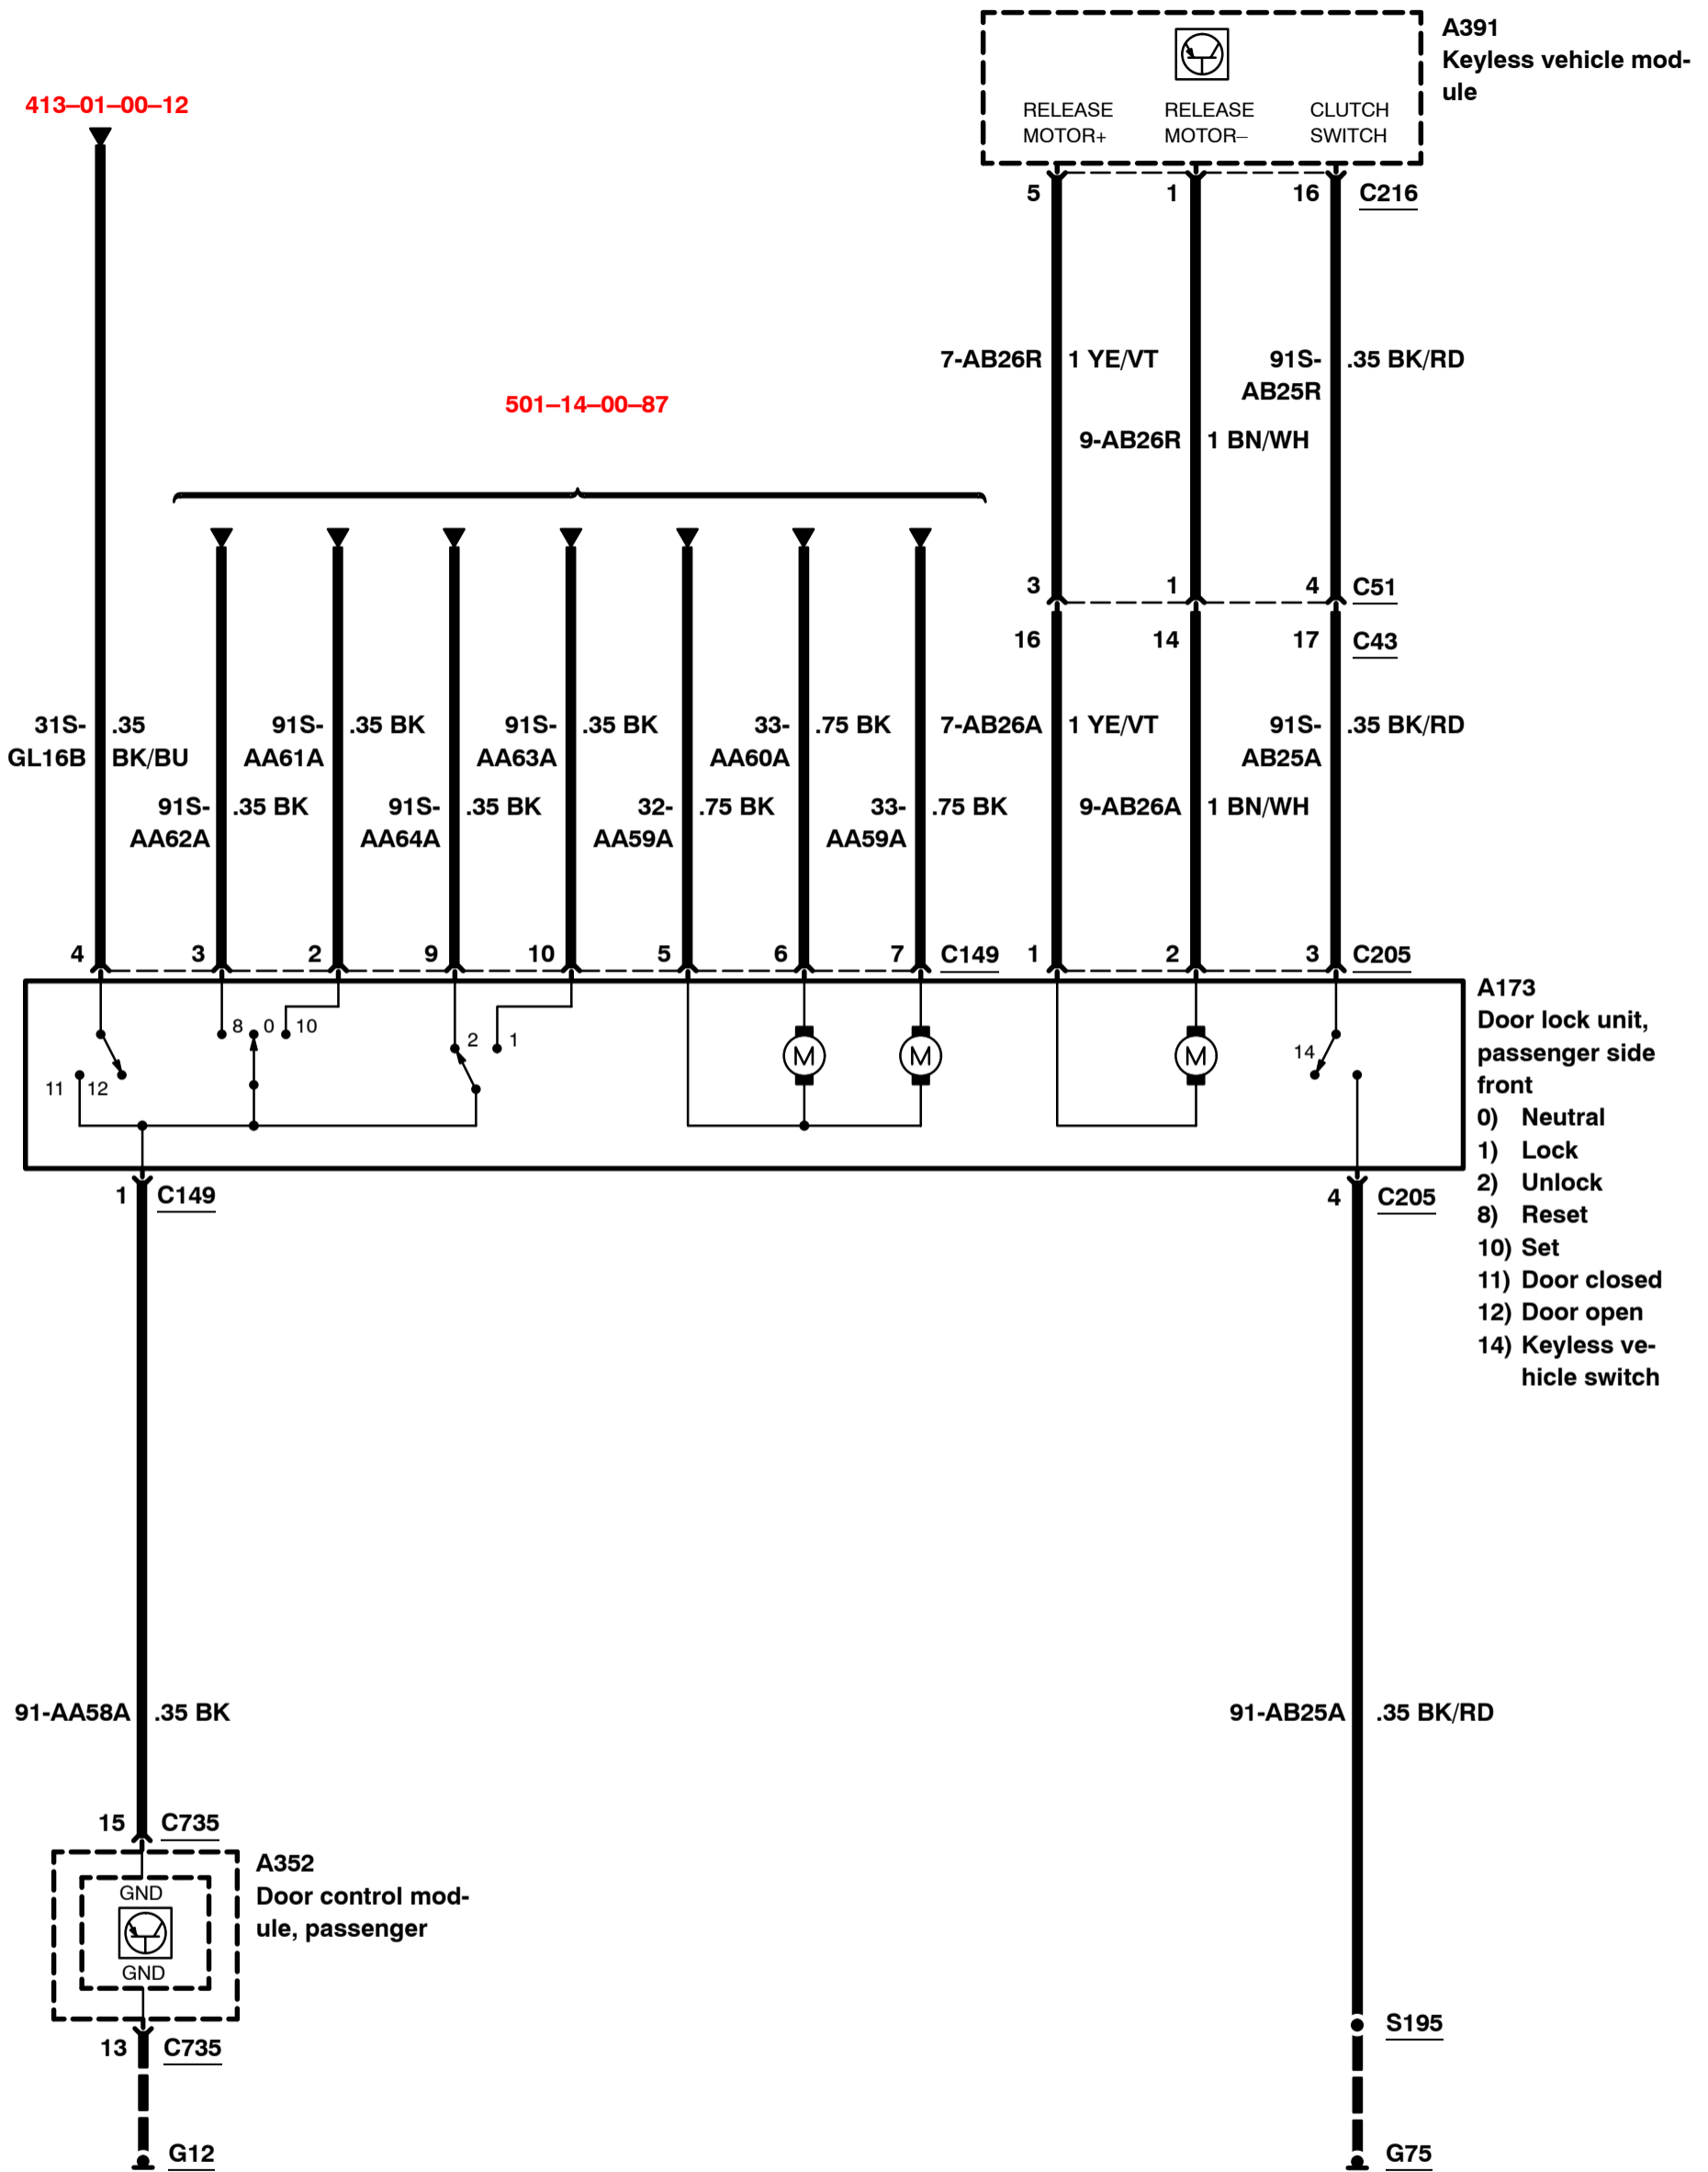 A391
Keyless vehicle mod-
ule
RELEASE MOTOR+
RELEASE MOTOR–
CLUTCH SWITCH
413–01–00–12
5 1 16 C216
7-AB26R 1 YE/VT 91S-AB25R .35 BK/RD
9-AB26R 1 BN/WH
501–14–00–87
3 1 4 C51
16 14 17 C43
31S-GL16B .35 BK/BU 91S-AA61A .35 BK 91S-AA63A .35 BK 33-AA60A .75 BK 7-AB26A 1 YE/VT 91S-AB25A .35 BK/RD
91S-AA62A .35 BK 91S-AA64A .35 BK 32-AA59A .75 BK 33-AA59A .75 BK 9-AB26A 1 BN/WH
4 3 2 9 10 5 6 7 C149 1 2 3 C205
8 0 10 2 1
M M M
14
11 12
A173
Door lock unit,
passenger side
front
0) Neutral
1) Lock
2) Unlock
8) Reset
10) Set
11) Door closed
12) Door open
14) Keyless ve-
hicle switch
1 C149
4 C205
91-AA58A .35 BK
91-AB25A .35 BK/RD
15 C735
A352
Door control mod-
ule, passenger
GND
GND
13 C735
S195
G12
G75